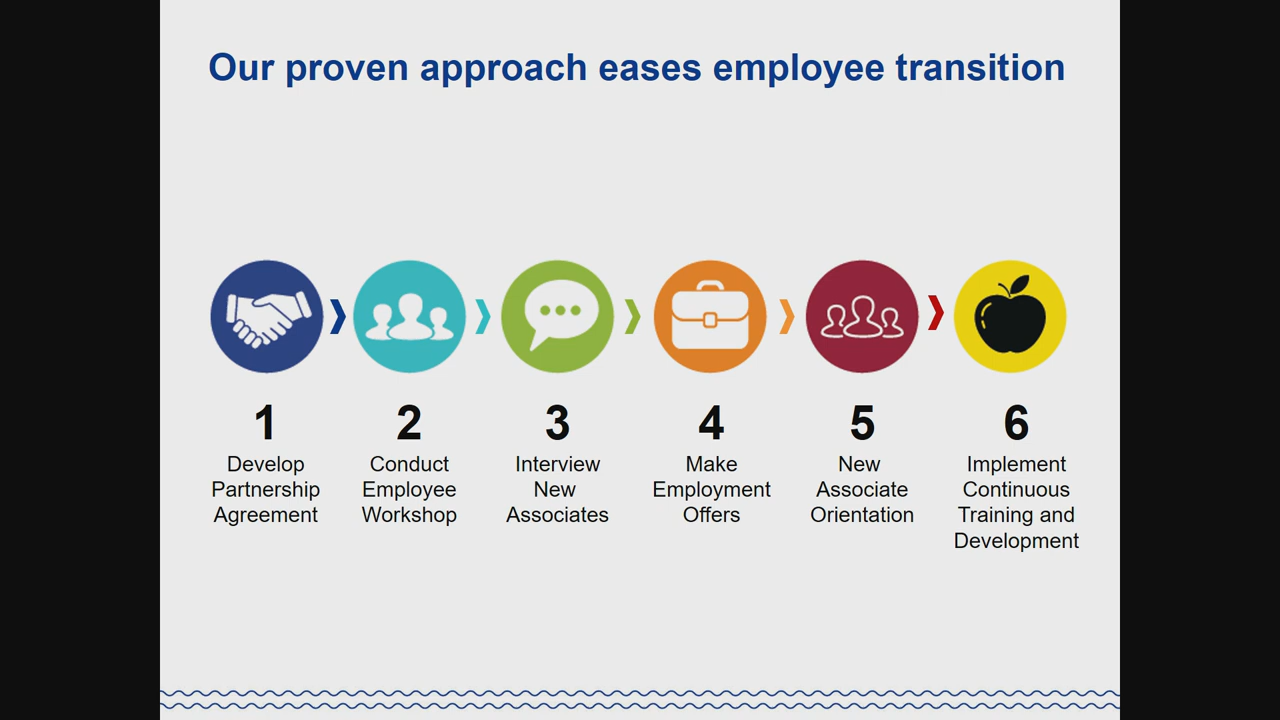 Our proven approach eases employee transition
1
Develop
Partnership
Agreement
2
Conduct
Employee
Workshop
3
Interview
New
Associates
4
Make
Employment
Offers
5
New
Associate
Orientation
6
Implement
Continuous
Training and
Development